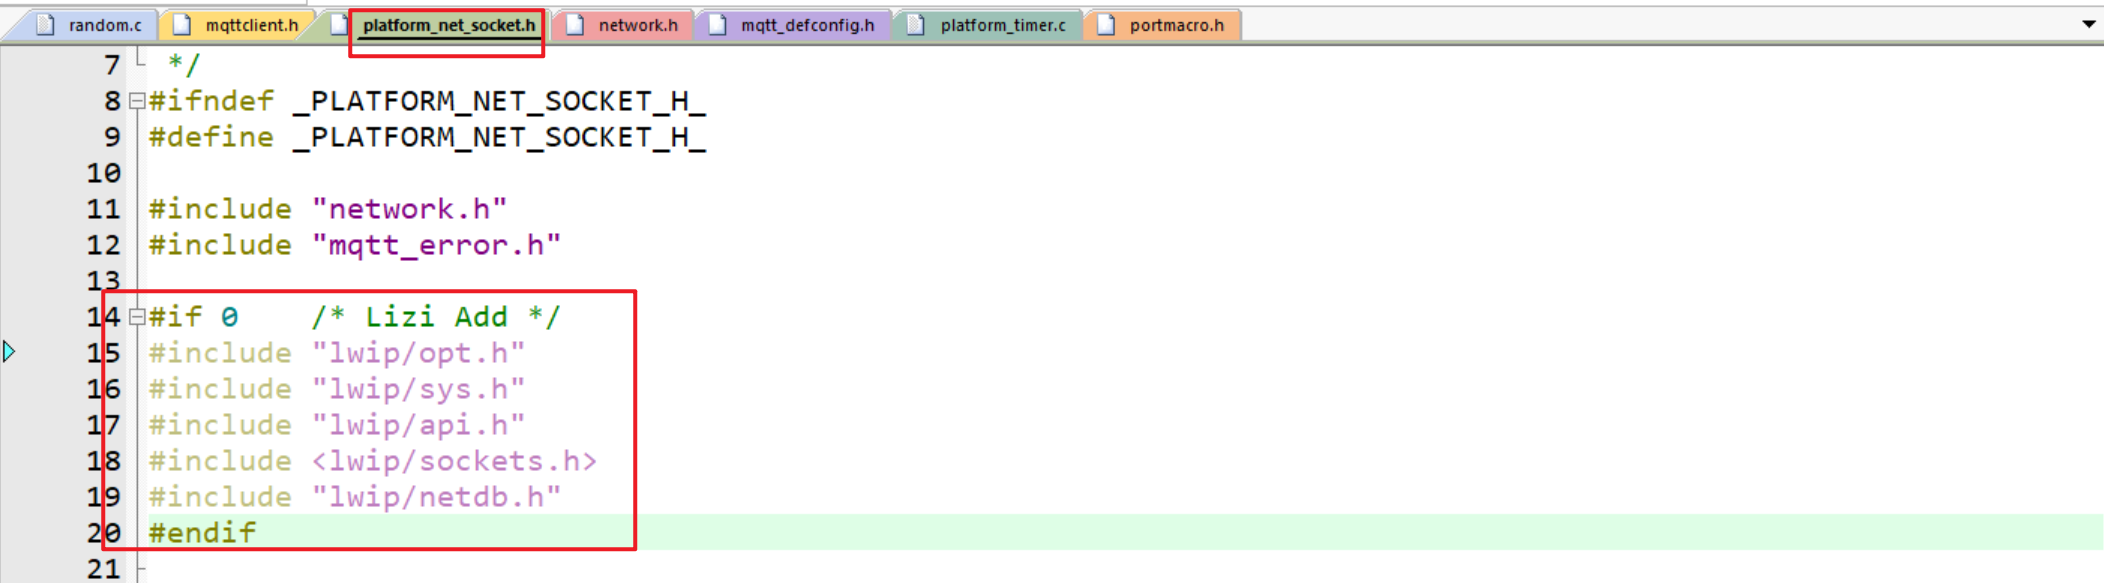 random.c mqttclient.h platform_net_socket.h network.h mqtt_defconfig.h platform_timer.c portmacro.h
7 */
8 #ifndef _PLATFORM_NET_SOCKET_H_
9 #define _PLATFORM_NET_SOCKET_H_
10
11 #include "network.h"
12 #include "mqtt_error.h"
13
14 #if 0 /* Lizi Add */
15 #include "lwip/opt.h"
16 #include "lwip/sys.h"
17 #include "lwip/api.h"
18 #include <lwip/sockets.h>
19 #include "lwip/netdb.h"
20 #endif
21